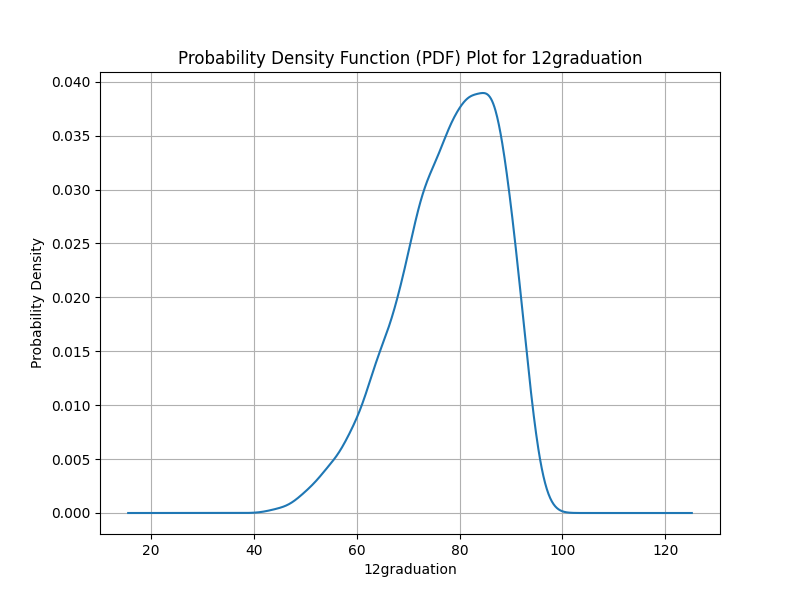 Probability Density Function (PDF) Plot for 12graduation
0.040
0.035
0.030
0.025
0.020
0.015
0.010
0.005
0.000
Probability Density
20 40 60 80 100 120
12graduation